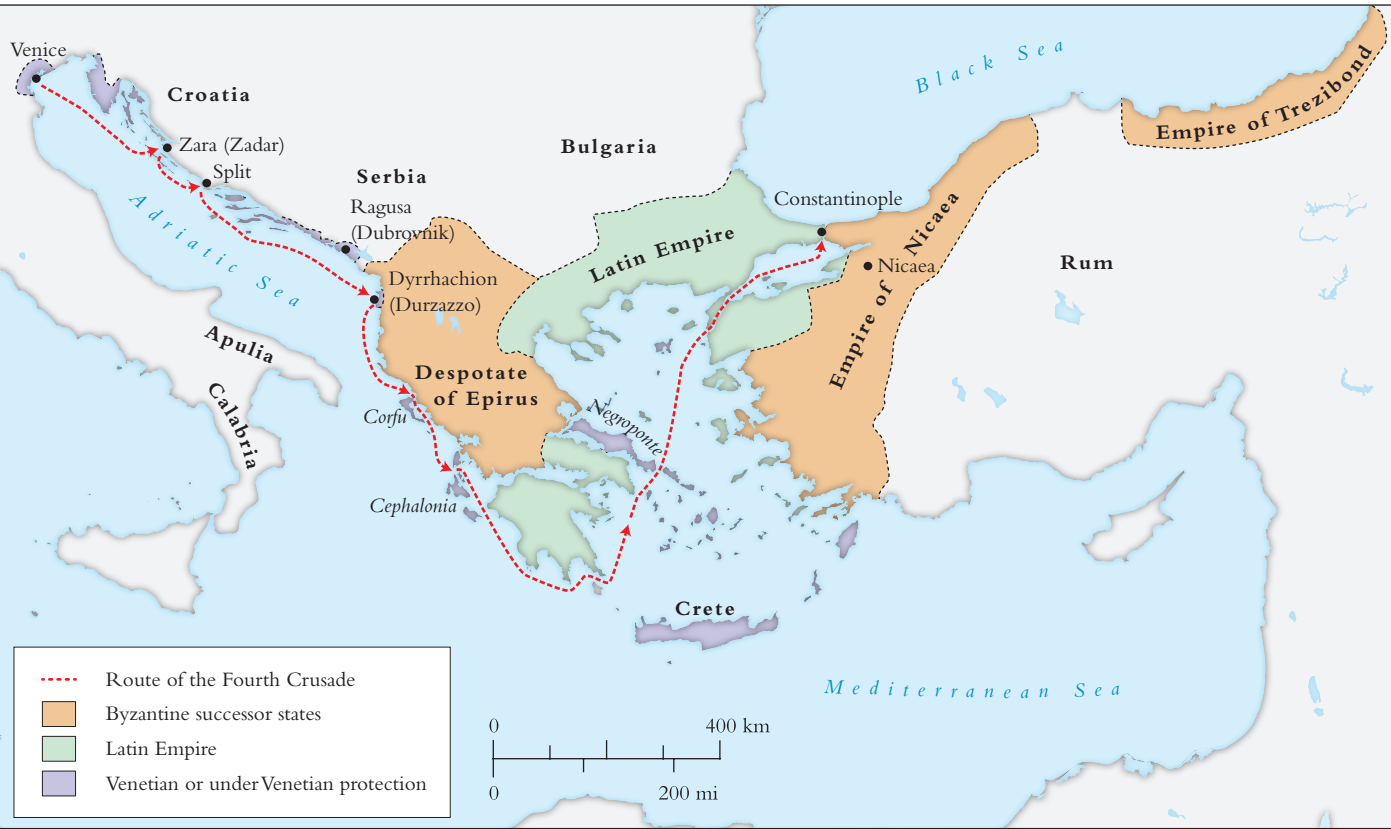 Venice
Croatia
Zara (Zadar)
Split
Serbia
Ragusa
(Dubrovnik)
Bulgaria
Black Sea
Empire of Trezibond
Constantinople
Latin Empire
Nicaea
Empire of Nicaea
Rum
Adriatic Sea
Dyrrhachion
(Durzazzo)
Apulia
Calabria
Despotate
of Epirus
Corfu
Negroponte
Cephalonia
Crete
Mediterranean Sea
Route of the Fourth Crusade
Byzantine successor states
Latin Empire
Venetian or under Venetian protection
0 400 km
0 200 mi